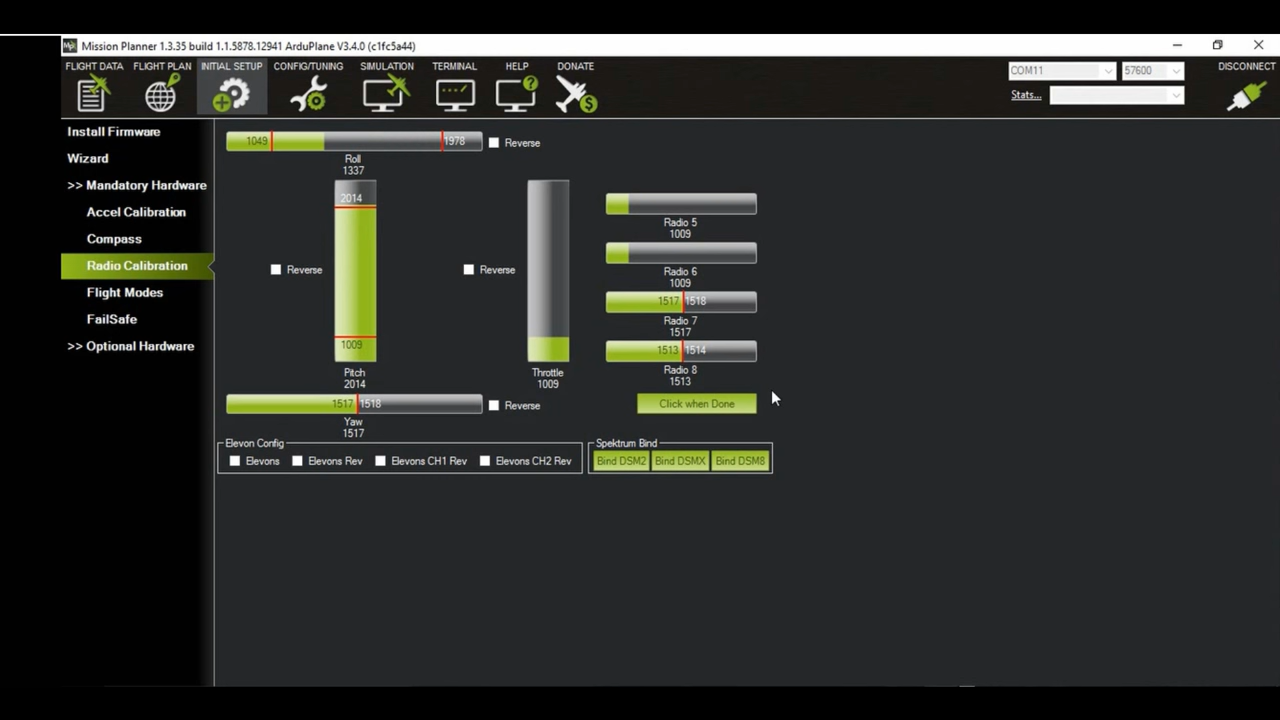 Mission Planner 1.3.35 build 1.1.5878.12941 ArduPlane V3.4.0 (c1fc5a44)
FLIGHT DATA FLIGHT PLAN INITIAL SETUP CONFIG/TUNING SIMULATION TERMINAL HELP DONATE
COM11 57600 DISCONNECT
Stats...
Install Firmware
Wizard
>> Mandatory Hardware
Accel Calibration
Compass
Radio Calibration
Flight Modes
FailSafe
>> Optional Hardware
1049 1978 Reverse
Roll
1337
2014
Reverse
1009
Pitch
2014
Reverse
Throttle
1009
Radio 5
1009
Radio 6
1009
1517 1518
Radio 7
1517
1513 1514
Radio 8
1513
1517 1518 Reverse
Yaw
1517
Click when Done
Elevon Config
Elevons Elevons Rev Elevons CH1 Rev Elevons CH2 Rev
Spektrum Bind
Bind DSM2 Bind DSMX Bind DSM8